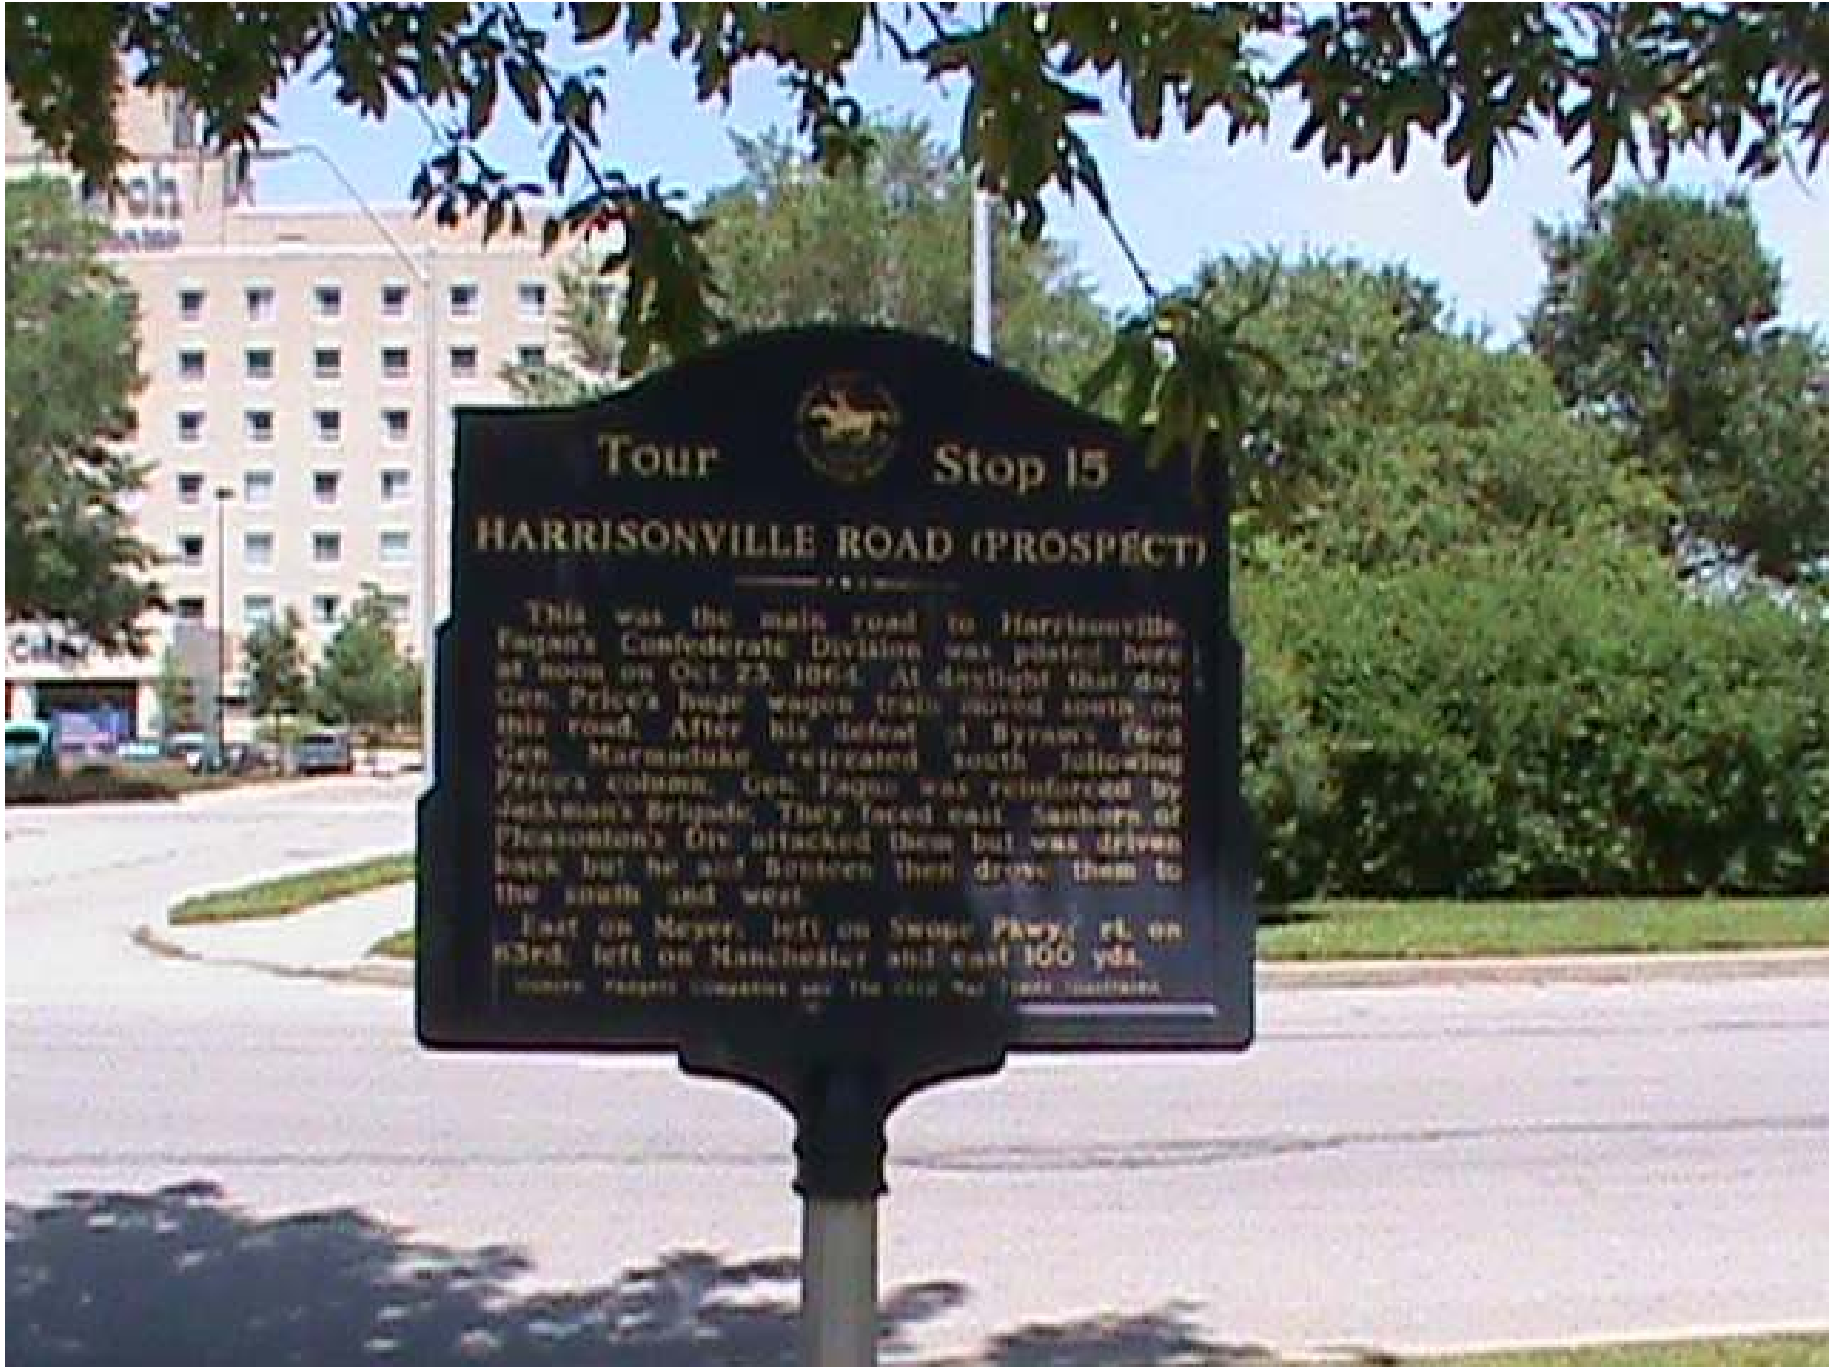 Tour Stop 15
HARRISONVILLE ROAD (PROSPECT)
This was the main road to Harrisonville.
Fagan's Confederate Division was posted here
at noon on Oct. 23, 1864. At daylight that day
Gen. Price's huge wagon train moved south on
this road. After his defeat at Byram's Ford
Gen. Marmaduke retreated south following
Price's column. Gen. Fagan was reinforced by
Jackman's Brigade. They faced east. Sanborn of
Pleasonton's Div. attacked them but was driven
back but he and Benteen then drove them to
the south and west.
East on Meyer, left on Swope Pkwy., rt. on
63rd, left on Manchester and east 100 yds.